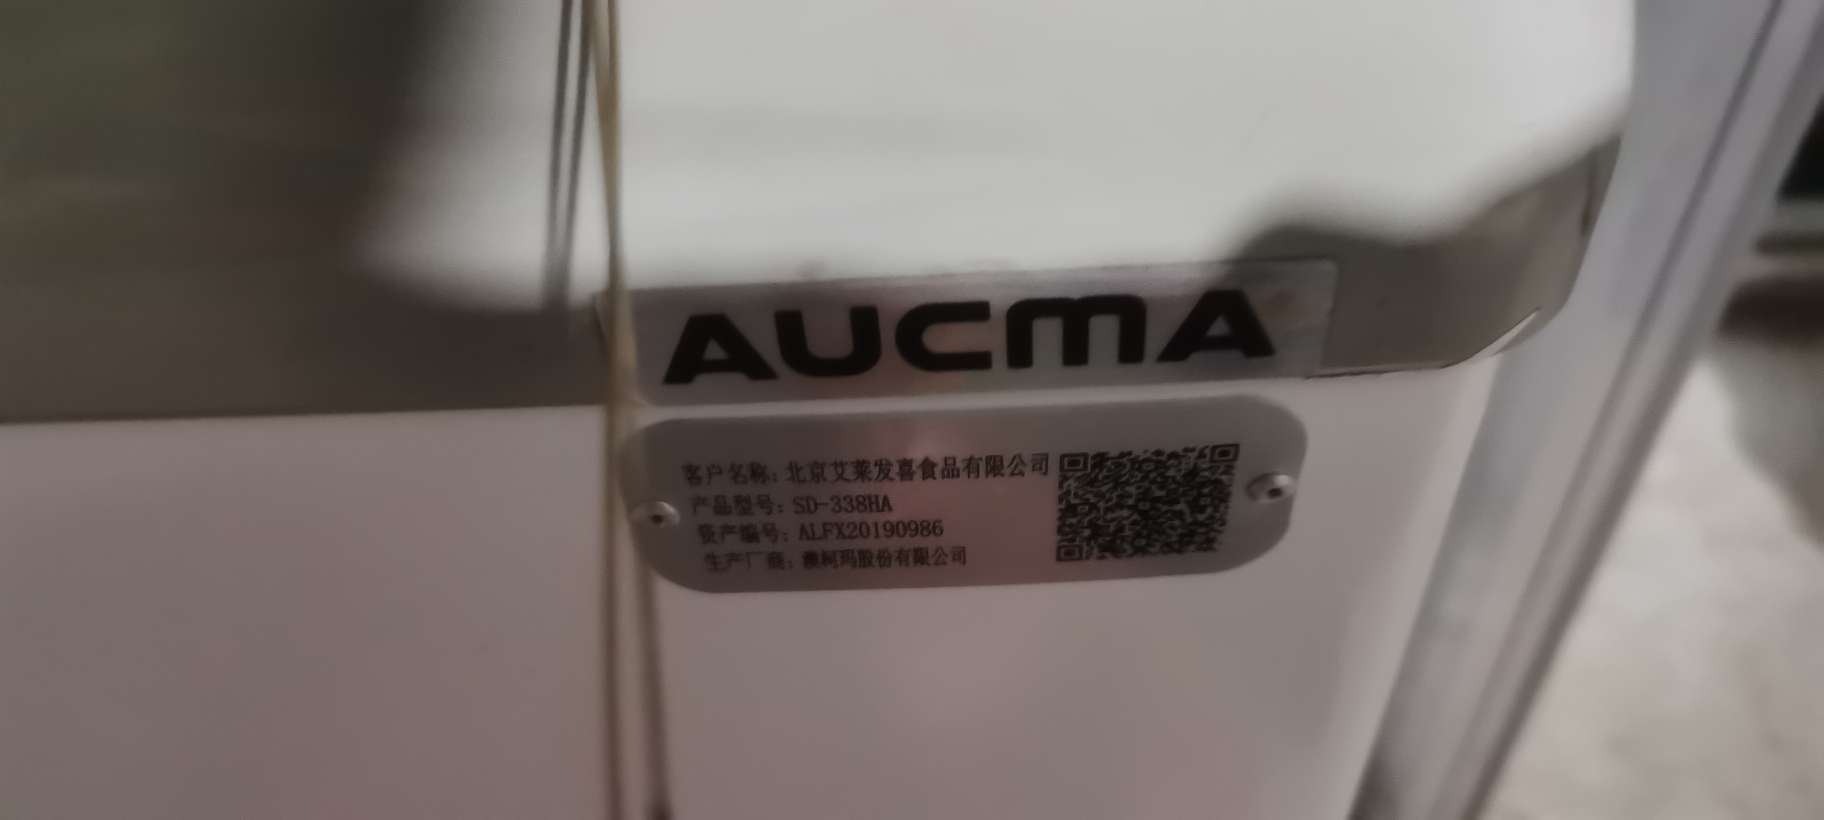 AUCMA
客户名称：北京艾莱发喜食品有限公司
产品型号：SD-338HA
资产编号：ALFX20190986
生产厂商：澳柯玛股份有限公司